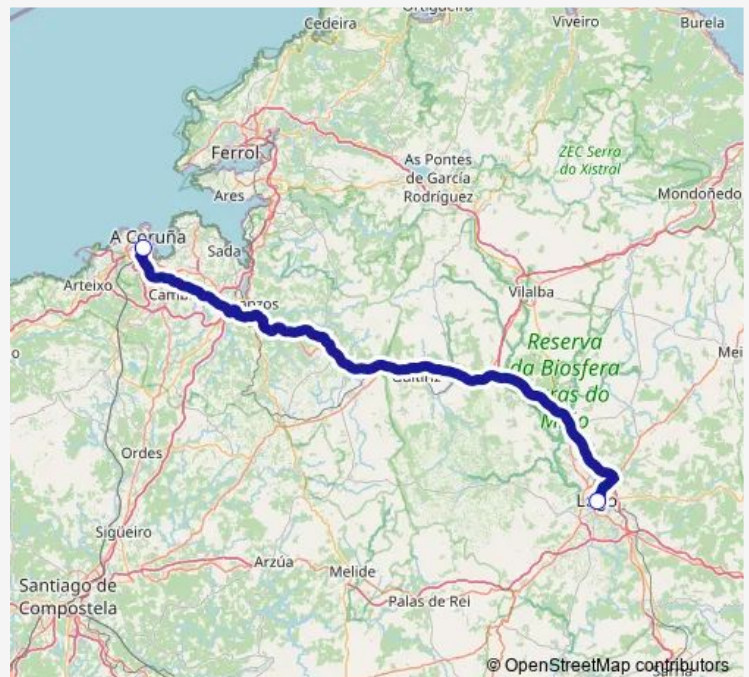 Cedeira
Viveiro
Burela
Ferrol
As Pontes
de García
Rodríguez
ZEC Serra
do Xistral
Ares
Mondoñedo
A Coruña
Sada
Arteixo
Vilalba
Reserva
da Biosfera
Ordes
Sigüeiro
Arzúa
Melide
Santiago de
Compostela
Palas de Rei
© OpenStreetMap contributors